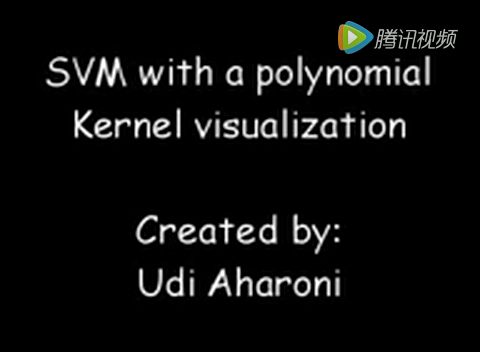 腾讯视频
SVM with a polynomial
Kernel visualization
Created by:
Udi Aharoni